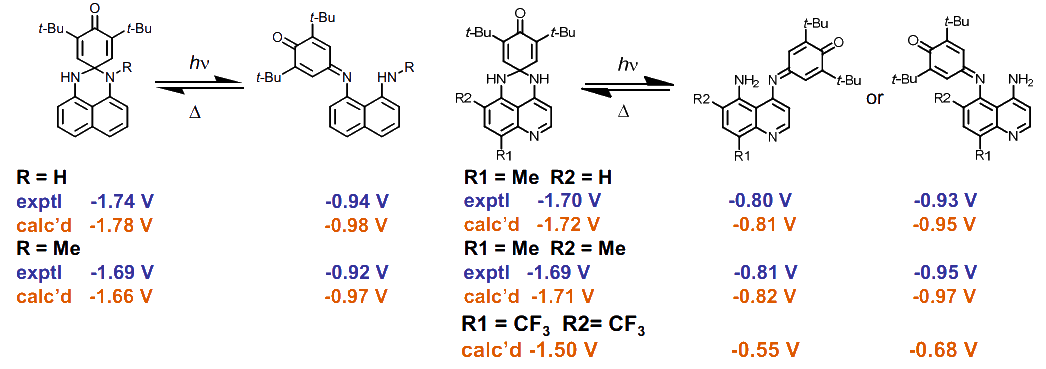 O
t-Bu t-Bu
HN N R
hν
Δ
t-Bu
O
t-Bu N HN R
O
t-Bu t-Bu
HN NH
R2
N
R1
hν
Δ
t-Bu
O
t-Bu
NH2 N
R2
N
R1
or
t-Bu
O
t-Bu
N NH2
R2
N
R1
R = H
exptl -1.74 V -0.94 V
calc'd -1.78 V -0.98 V
R = Me
exptl -1.69 V -0.92 V
calc'd -1.66 V -0.97 V
R1 = Me R2 = H
exptl -1.70 V -0.80 V -0.93 V
calc'd -1.72 V -0.81 V -0.95 V
R1 = Me R2 = Me
exptl -1.69 V -0.81 V -0.95 V
calc'd -1.71 V -0.82 V -0.97 V
R1 = CF3 R2= CF3
calc'd -1.50 V -0.55 V -0.68 V